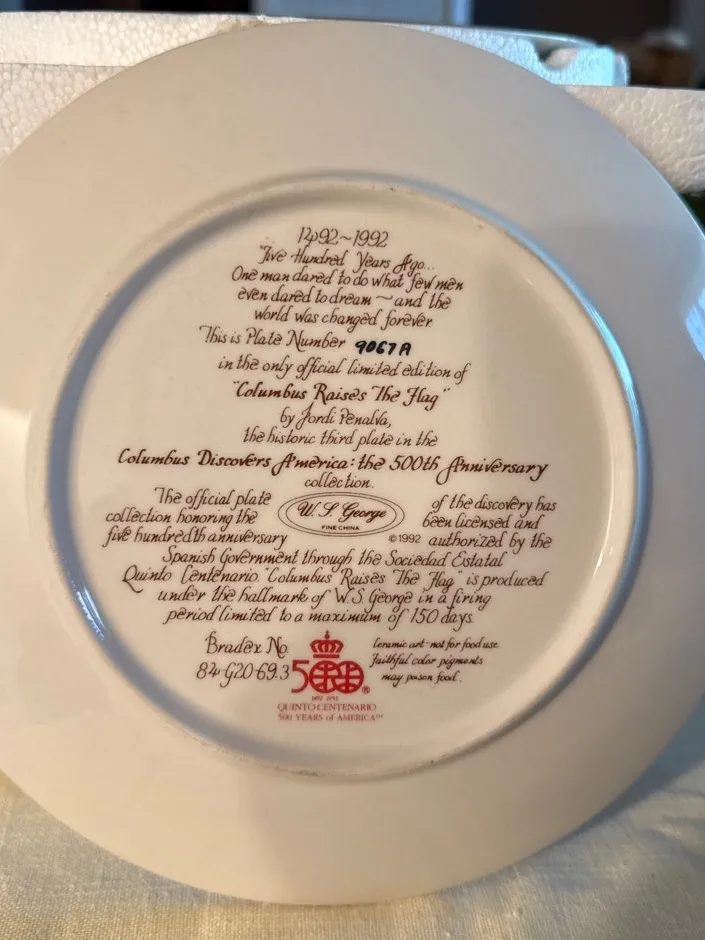 1492~1992
"Five Hundred Years Ago...
One man dared to do what few men
even dared to dream ~ and the
world was changed forever
This is Plate Number 9067A
in the only official limited edition of
"Columbus Raises The Flag"
by Jordi Penalva,
the historic third plate in the
Columbus Discovers America: the 500th Anniversary
collection.
The official plate
collection honoring the
five hundredth anniversary
W.S. George
FINE CHINA
©1992
of the discovery has
been licensed and
authorized by the
Spanish Government through the Sociedad Estatal
Quinto Centenario. "Columbus Raises The Flag" is produced
under the hallmark of W.S. George in a firing
period limited to a maximum of 150 days.
Bradex No.
84-G20-69.3
500®
1492 1992
QUINTO CENTENARIO
500 YEARS of AMERICA™
Ceramic art - not for food use.
Faithful color pigments
may poison food.